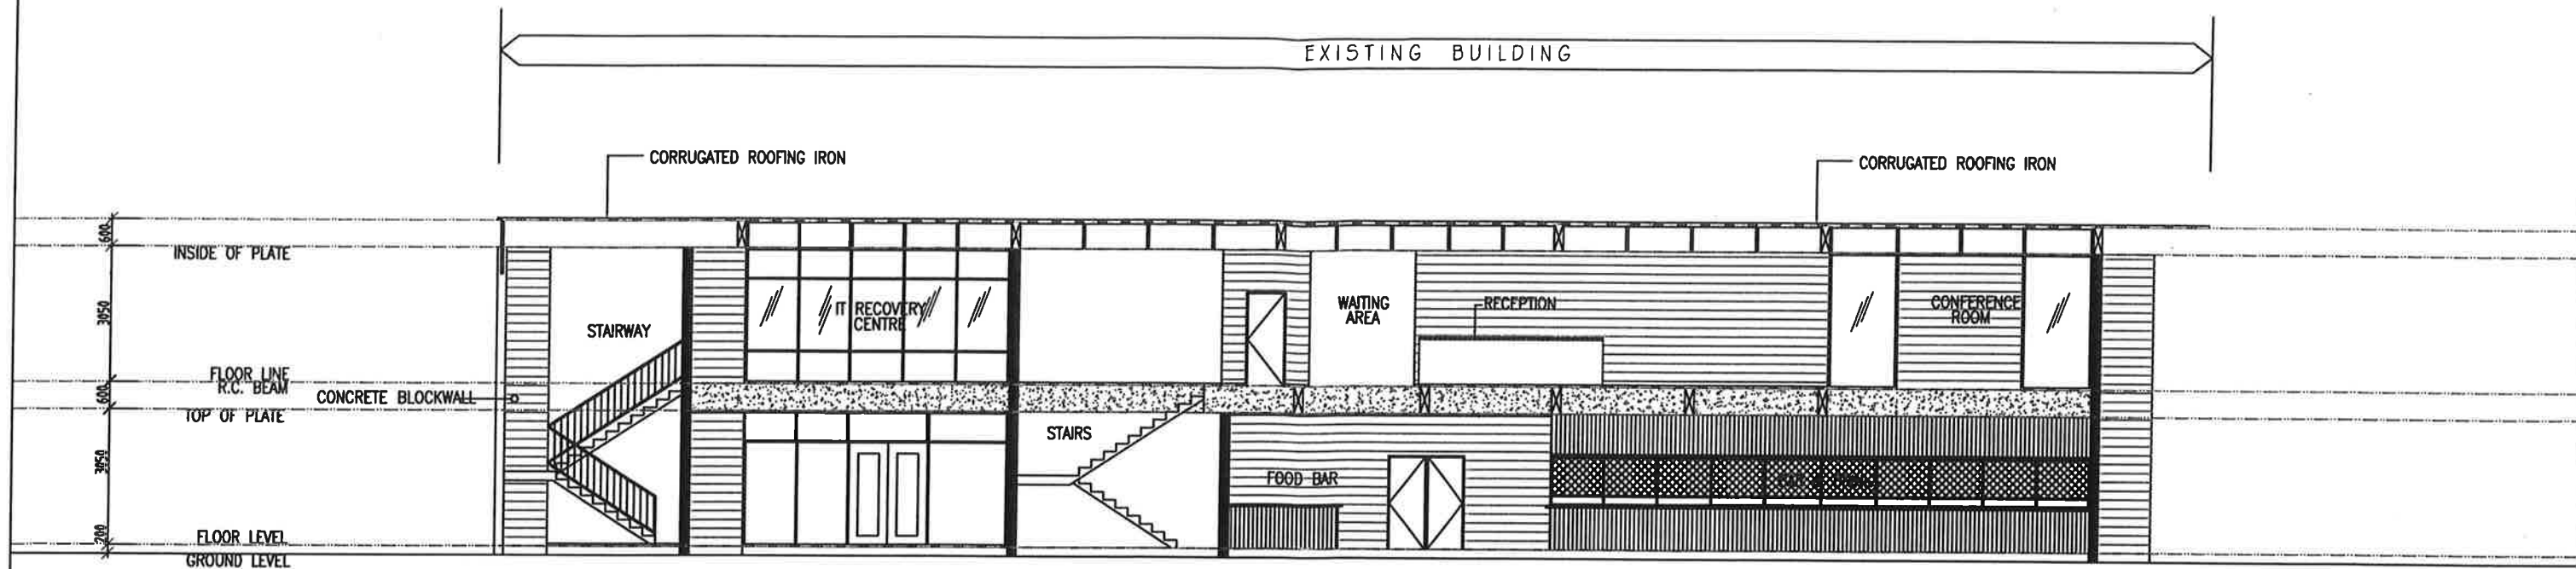 EXISTING BUILDING
CORRUGATED ROOFING IRON
CORRUGATED ROOFING IRON
600
INSIDE OF PLATE
3050
STAIRWAY
IT RECOVERY
CENTRE
WAITING
AREA
RECEPTION
CONFERENCE
ROOM
FLOOR LINE
R.C. BEAM
600
CONCRETE BLOCKWALL
TOP OF PLATE
3050
STAIRS
FOOD BAR
200
FLOOR LEVEL
GROUND LEVEL